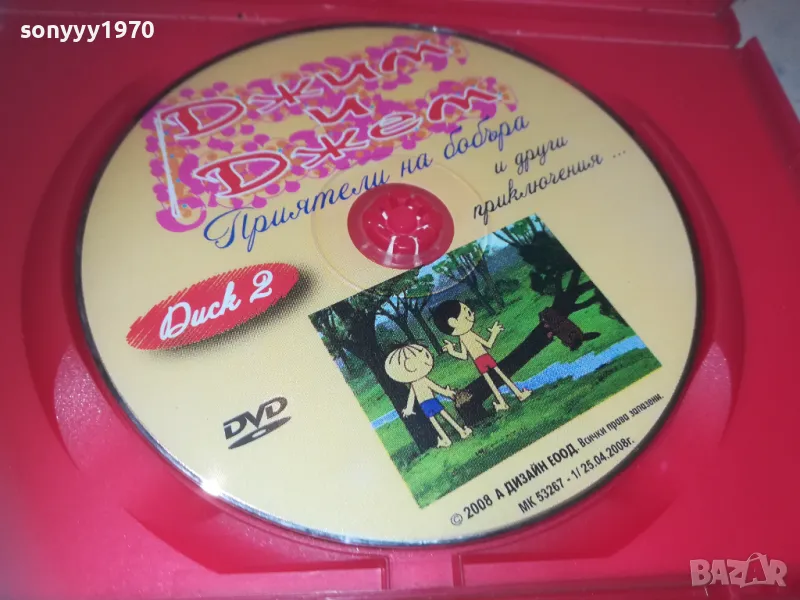 sonyyy1970
Джим
и
Джем
Приятели на бобъра
и други
приключения ...
Диск 2
DVD
© 2008 А ДИЗАЙН ЕООД. Всички права запазени.
МК 53267 - 1/ 25.04.2008г.
BAZAR